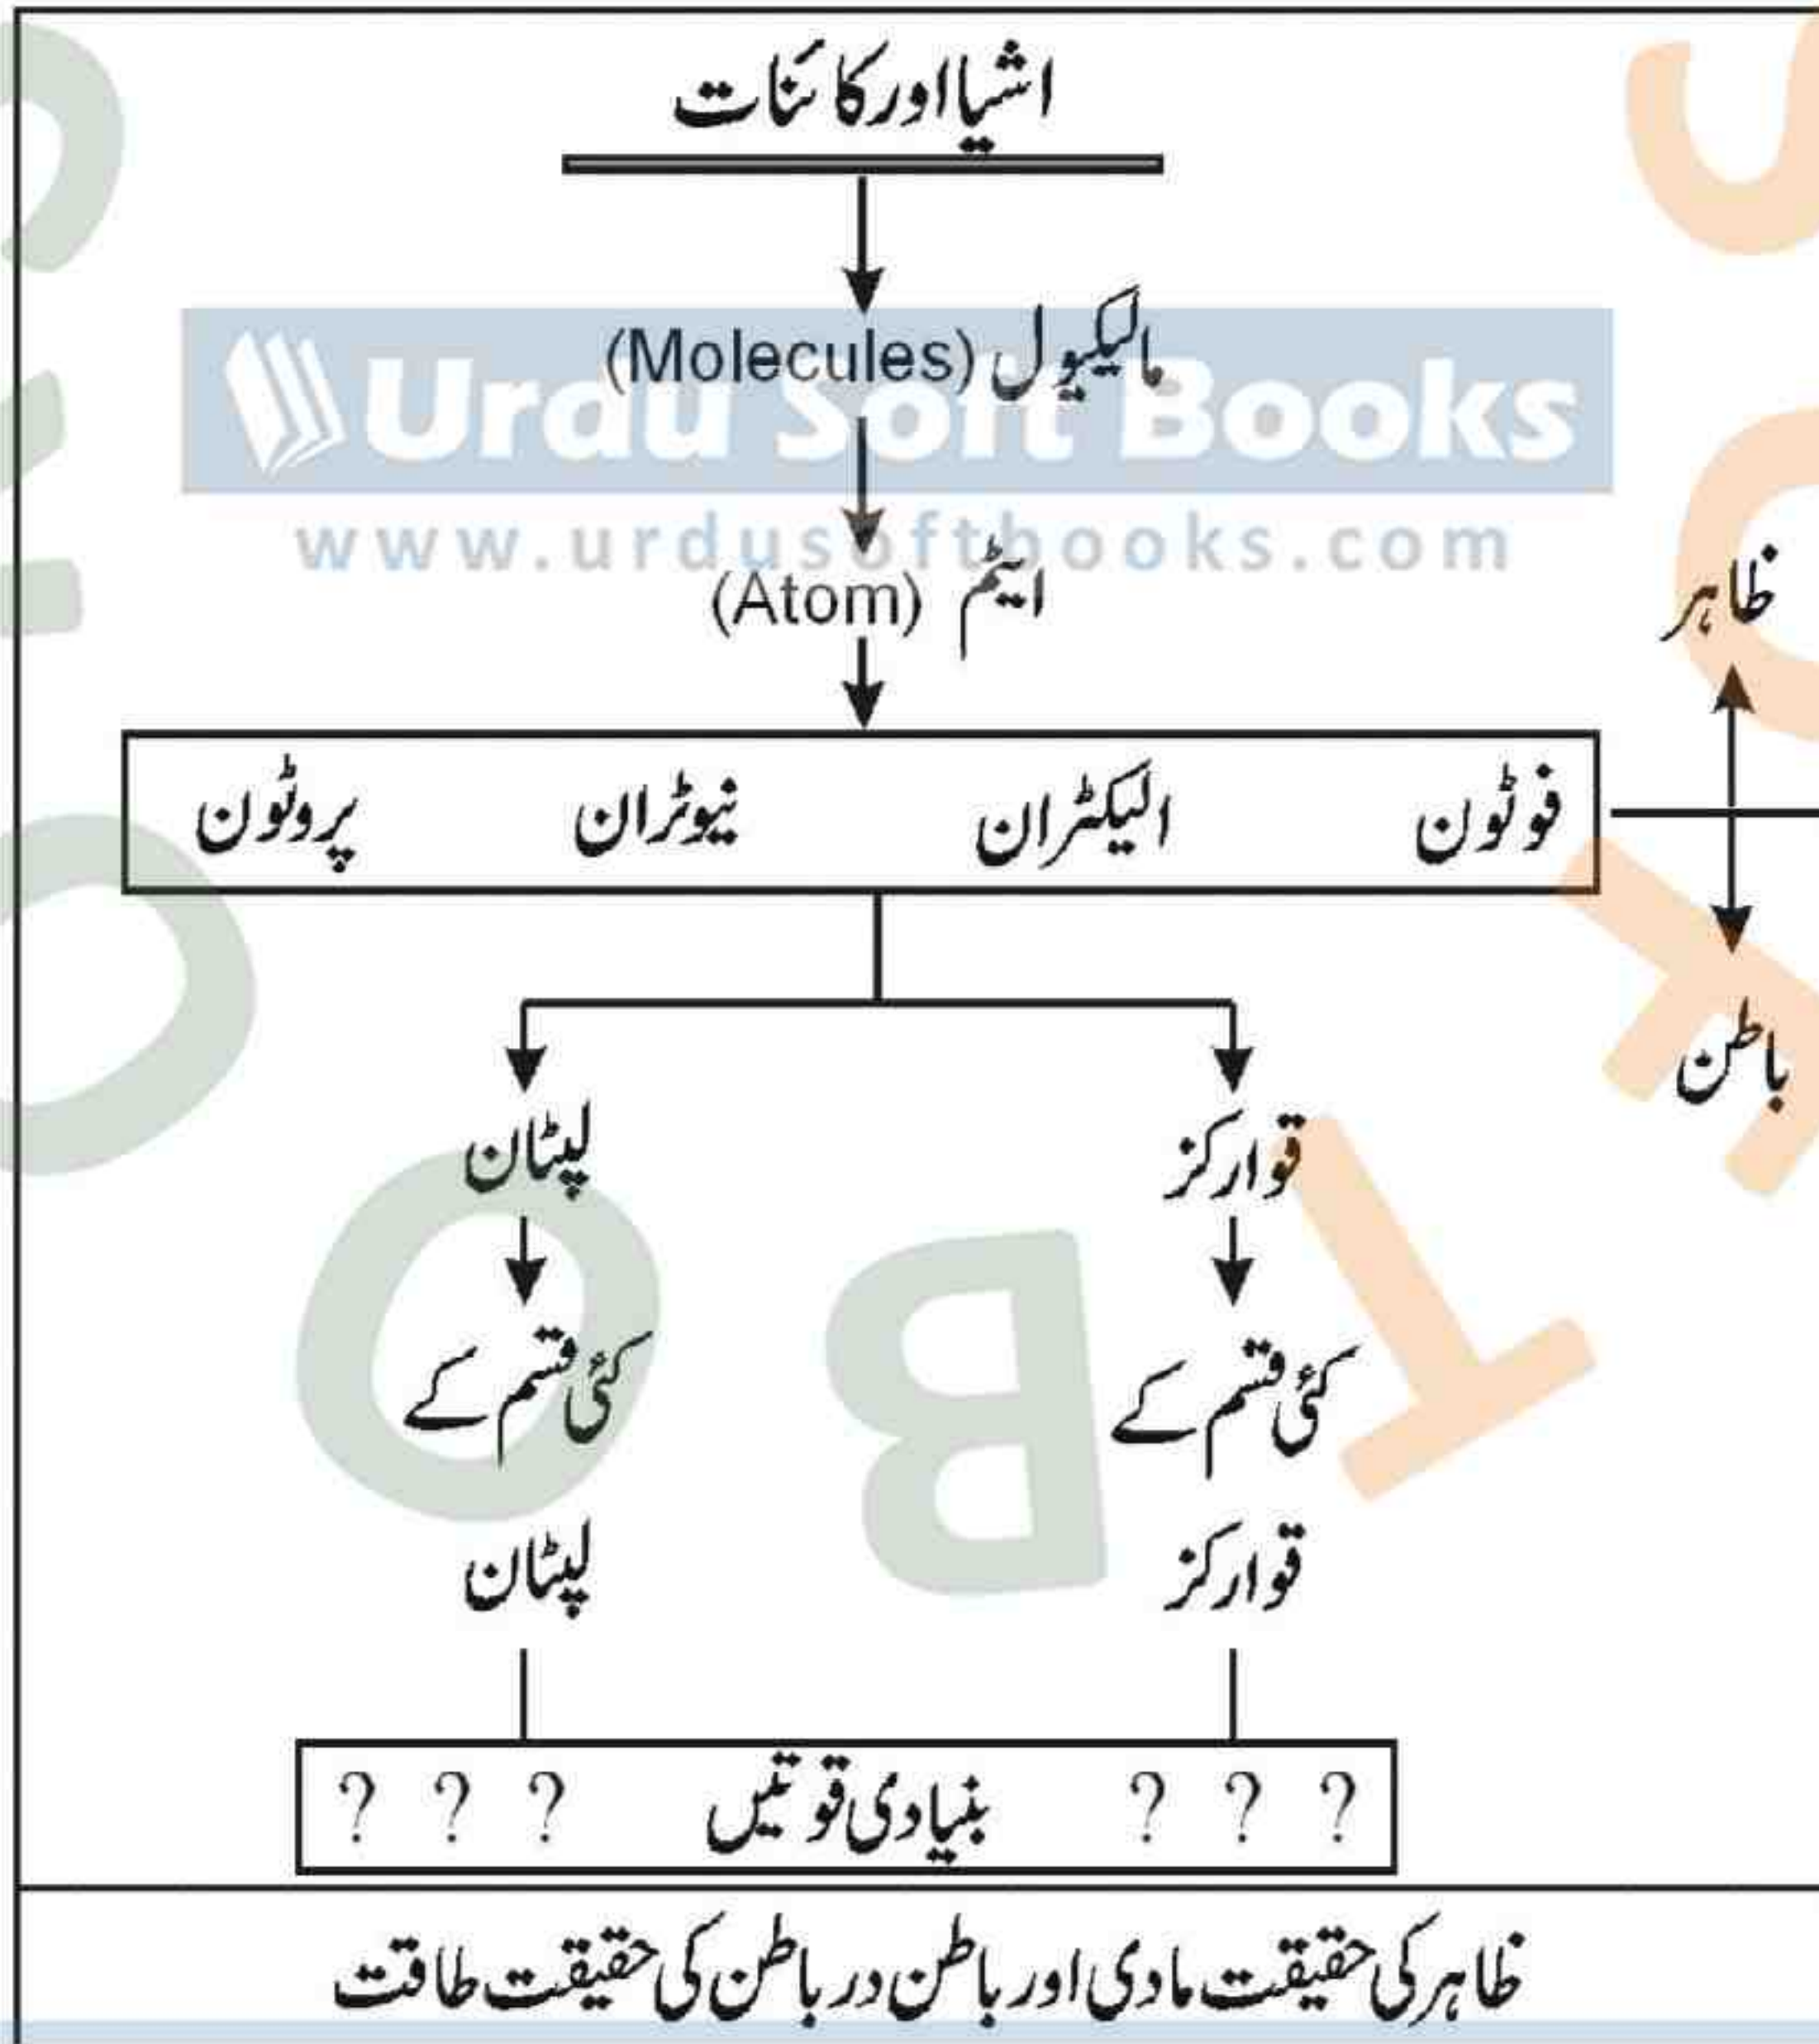 اشیا اور کائنات
مالیکیول (Molecules)
Urdu Soft Books
www.urdusoftbooks.com
ایٹم (Atom)
ظاہر
فوٹون الیکٹران نیوٹران پروٹون
باطن
قوارکز لپٹان
کئی قسم کے کئی قسم کے
قوارکز لپٹان
? ? ? بنیادی قوتیں ? ? ?
ظاہر کی حقیقت مادی اور باطن در باطن کی حقیقت طاقت